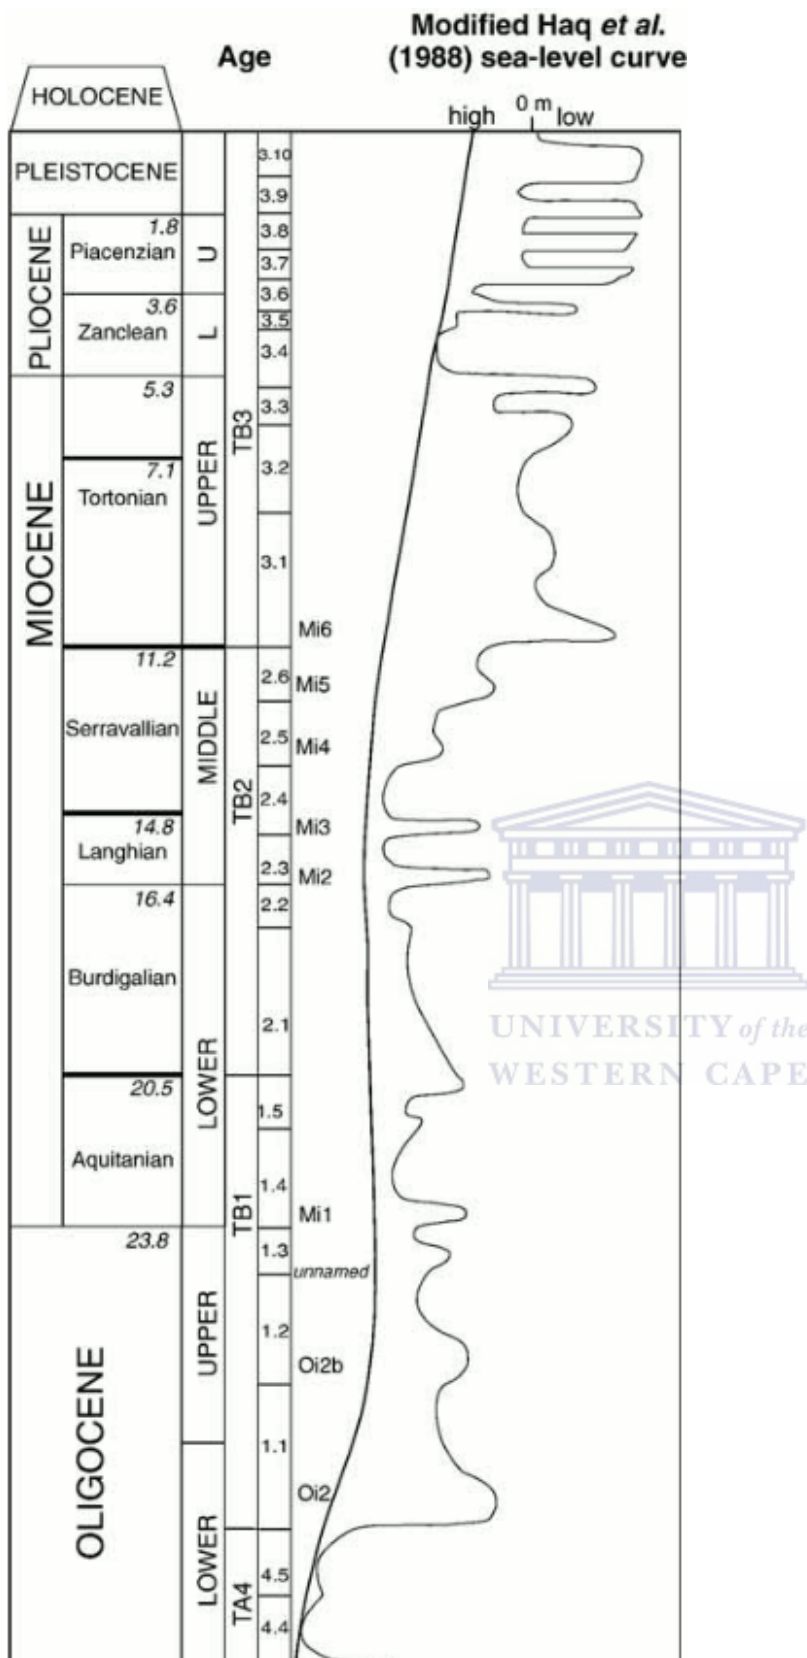 Modified Haq et al.
Age
(1988) sea-level curve
HOLOCENE
high
0 m
low
PLEISTOCENE
3.10
3.9
PLIOCENE
1.8
Piacenzian
U
3.8
3.7
3.6
3.6
Zanclean
L
3.5
3.4
MIOCENE
5.3
UPPER
TB3
3.3
3.2
7.1
Tortonian
3.1
Mi6
11.2
Serravallian
MIDDLE
TB2
2.6
Mi5
2.5
Mi4
2.4
Mi3
14.8
Langhian
2.3
Mi2
16.4
Burdigalian
LOWER
2.2
2.1
20.5
Aquitanian
TB1
1.5
1.4
Mi1
OLIGOCENE
23.8
UPPER
1.3
unnamed
1.2
Oi2b
1.1
Oi2
LOWER
TA4
4.5
4.4
UNIVERSITY of the
WESTERN CAPE